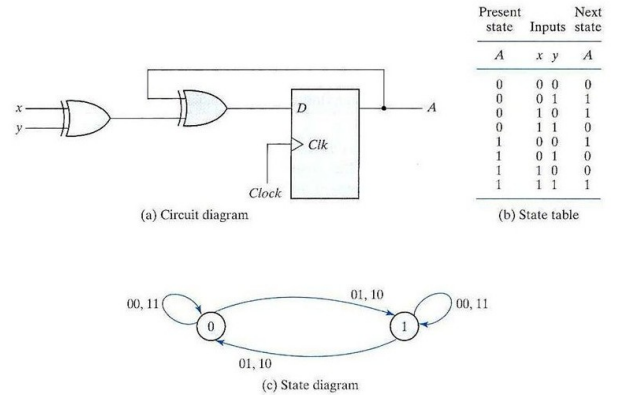 Present Next
state Inputs state
A x y A
0 0 0 0
0 0 1 1
0 1 0 1
0 1 1 0
1 0 0 1
1 0 1 0
1 1 0 0
1 1 1 1
(b) State table
x
y
D
A
Clk
Clock
(a) Circuit diagram
00, 11
01, 10
00, 11
0
1
01, 10
(c) State diagram